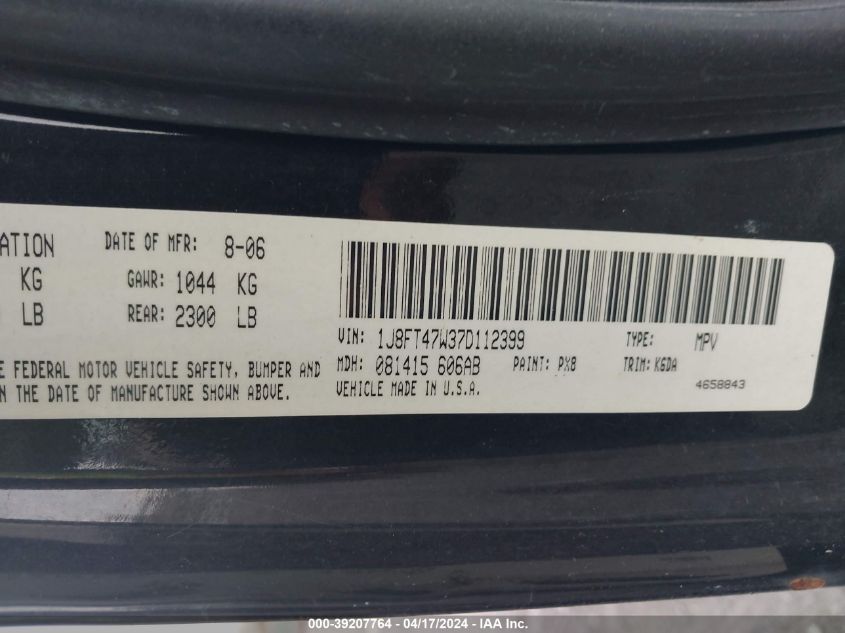 ATION DATE OF MFR: 8-06
KG GAWR: 1044 KG
LB REAR: 2300 LB
FEDERAL MOTOR VEHICLE SAFETY, BUMPER AND
THE DATE OF MANUFACTURE SHOWN ABOVE.
VIN: 1J8FT47W37D112399 TYPE: MPV
MDH: 081415 606AB PAINT: PX8 TRIM: K6DA
VEHICLE MADE IN U.S.A. 4658843
000-39207764 - 04/17/2024 - IAA Inc.